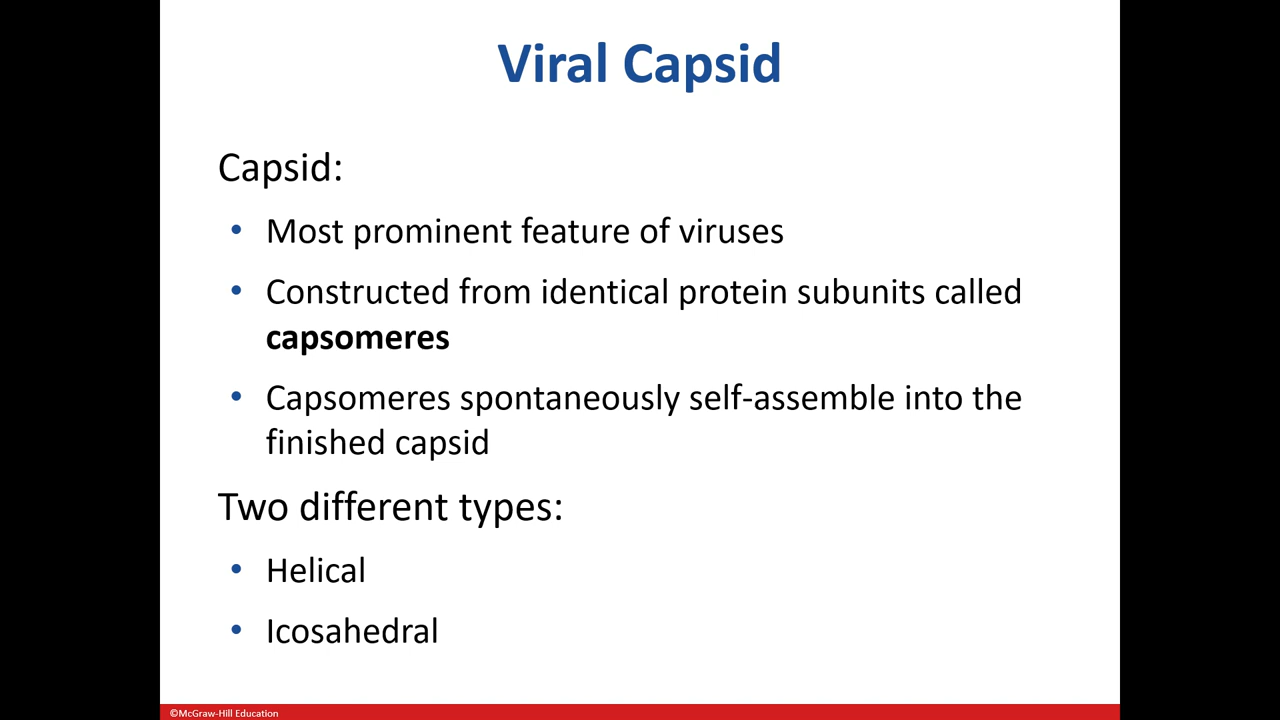 Viral Capsid
Capsid:
• Most prominent feature of viruses
• Constructed from identical protein subunits called
capsomeres
• Capsomeres spontaneously self-assemble into the
finished capsid
Two different types:
• Helical
• Icosahedral
©McGraw-Hill Education